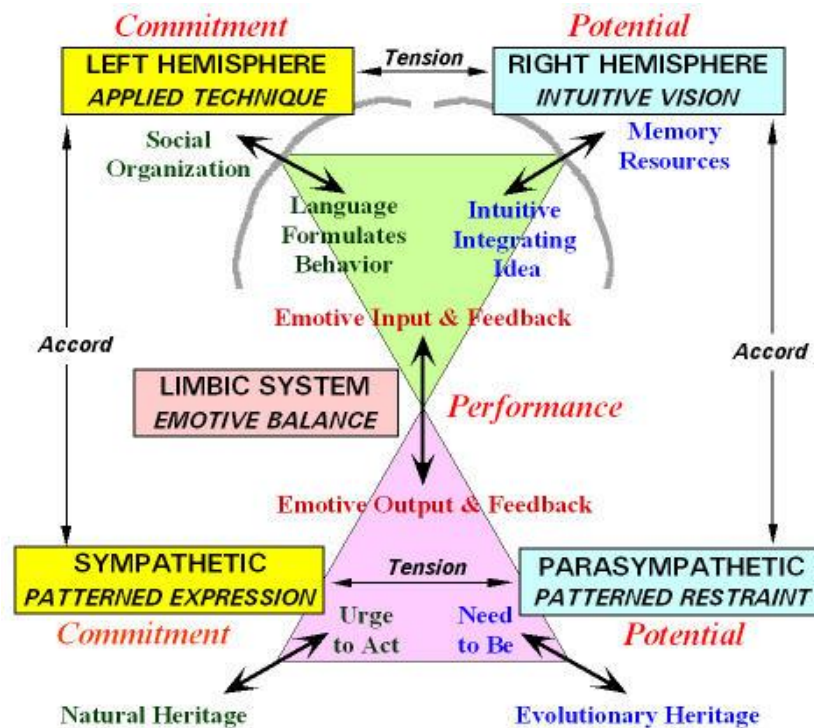 Commitment
Potential
LEFT HEMISPHERE
APPLIED TECHNIQUE
Tension
RIGHT HEMISPHERE
INTUITIVE VISION
Social
Organization
Memory
Resources
Language
Formulates
Behavior
Intuitive
Integrating
Idea
Emotive Input & Feedback
Accord
Accord
LIMBIC SYSTEM
EMOTIVE BALANCE
Performance
Emotive Output & Feedback
SYMPATHETIC
PATTERNED EXPRESSION
Tension
PARASYMPATHETIC
PATTERNED RESTRAINT
Commitment
Urge
to Act
Need
to Be
Potential
Natural Heritage
Evolutionary Heritage